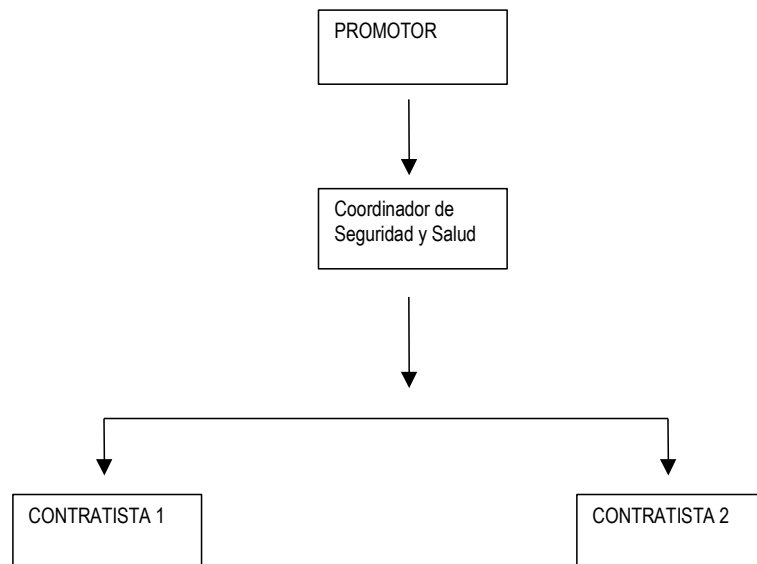 PROMOTOR
Coordinador de
Seguridad y Salud
CONTRATISTA 1
CONTRATISTA 2